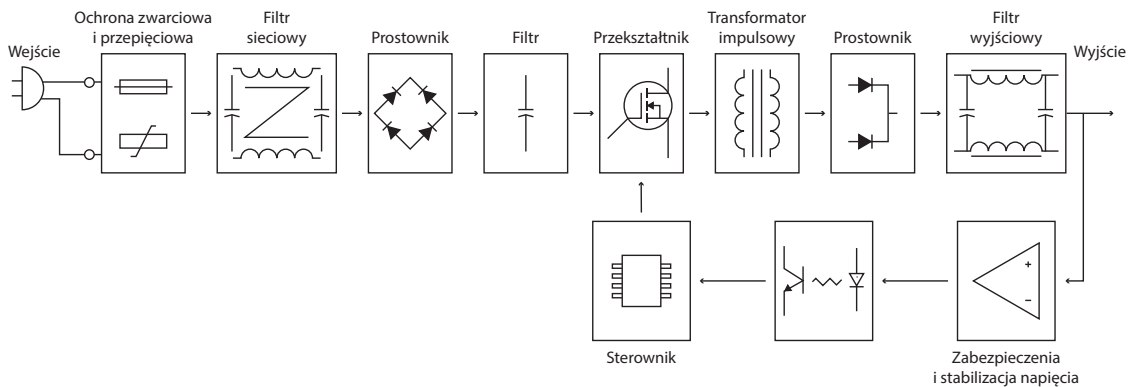 Wejście
Ochrona zwarciowa
i przepięciowa
Filtr
sieciowy
Prostownik
Filtr
Przekształtnik
Transformator
impulsowy
Prostownik
Filtr
wyjściowy
Wyjście
+
−
Sterownik
Zabezpieczenia
i stabilizacja napięcia